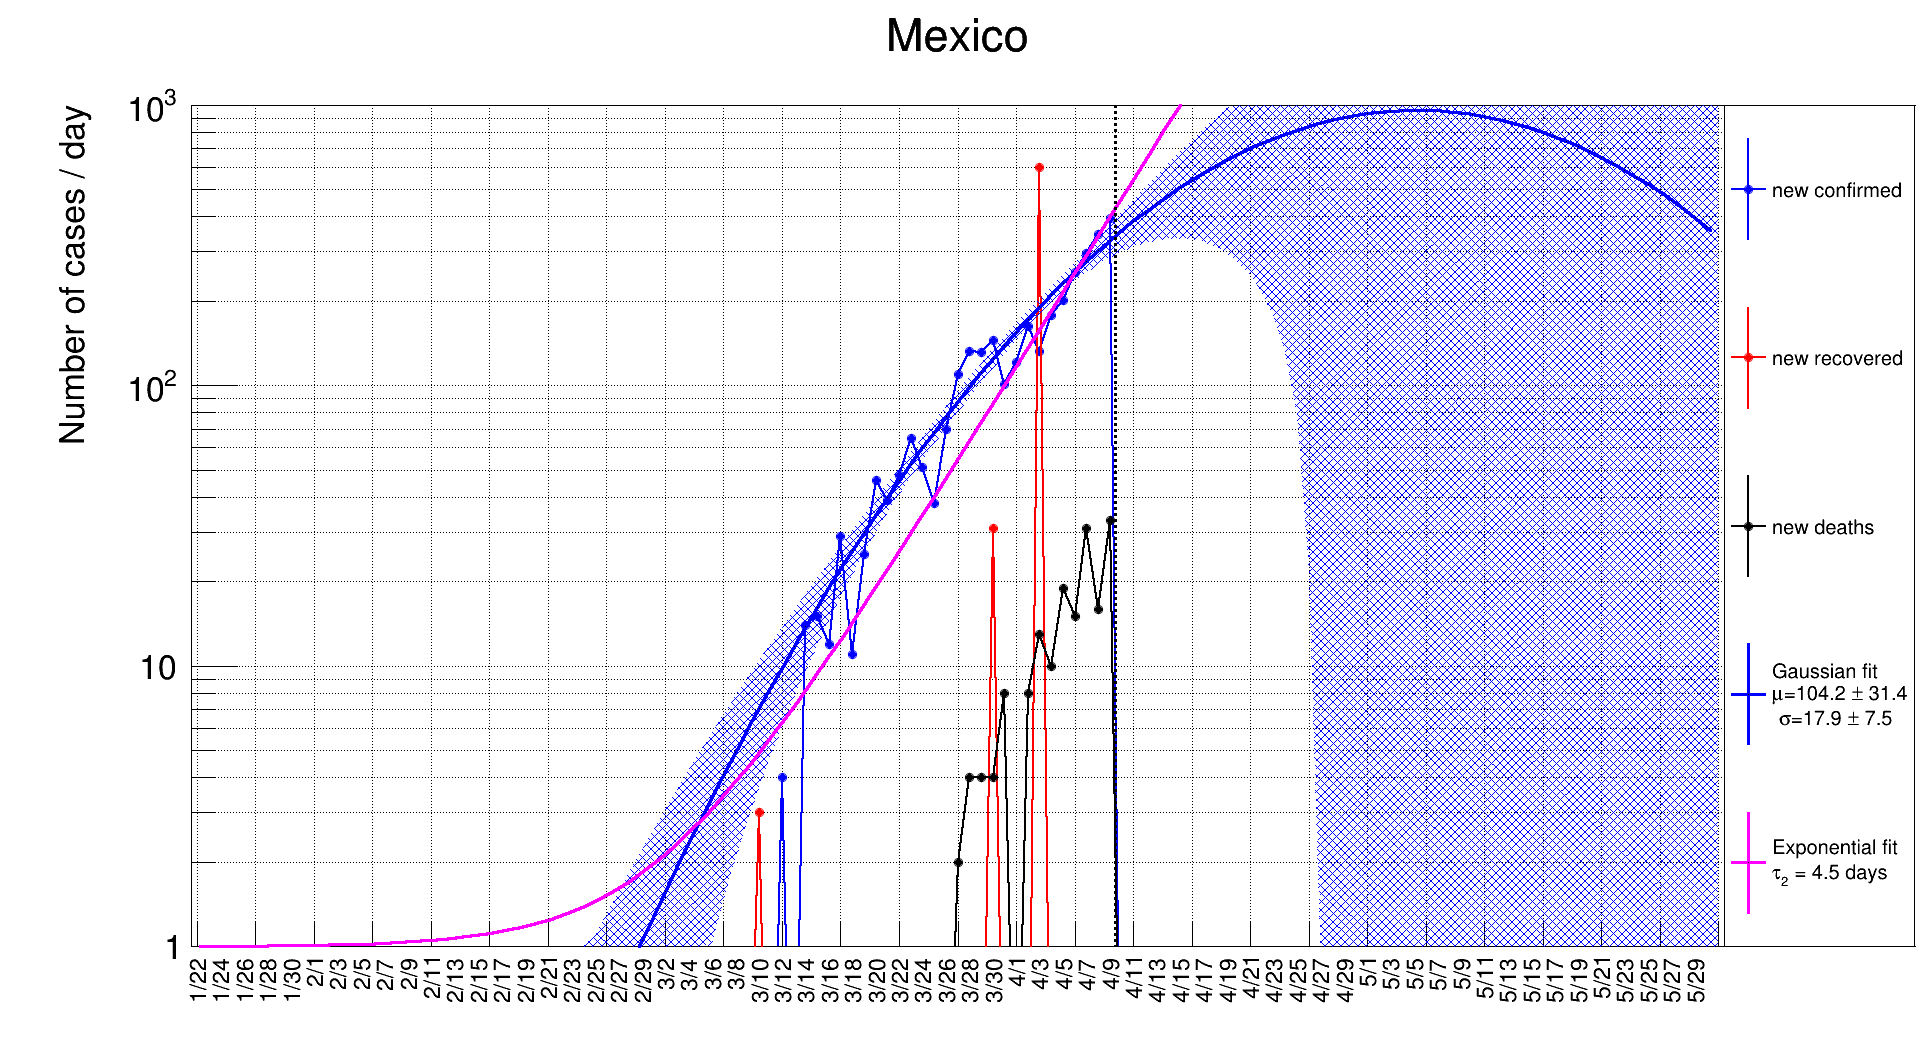 Mexico
Number of cases / day
10³
10²
10
1
1/22 1/24 1/26 1/28 1/30 2/1 2/3 2/5 2/7 2/9 2/11 2/13 2/15 2/17 2/19 2/21 2/23 2/25 2/27 2/29 3/2 3/4 3/6 3/8 3/10 3/12 3/14 3/16 3/18 3/20 3/22 3/24 3/26 3/28 3/30 4/1 4/3 4/5 4/7 4/9 4/11 4/13 4/15 4/17 4/19 4/21 4/23 4/25 4/27 4/29 5/1 5/3 5/5 5/7 5/9 5/11 5/13 5/15 5/17 5/19 5/21 5/23 5/25 5/27 5/29
new confirmed
new recovered
new deaths
Gaussian fit
μ=104.2 ± 31.4
σ=17.9 ± 7.5
Exponential fit
τ₂ = 4.5 days